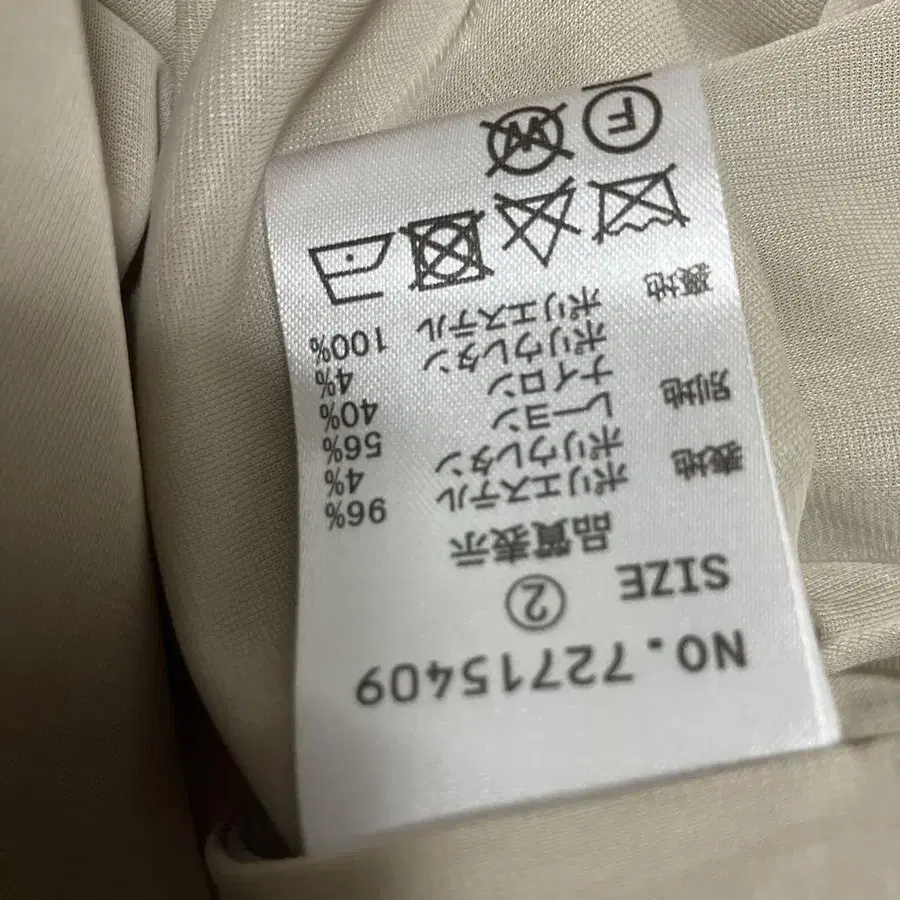 NO.72715409
SIZE ②
品質表示
表地 ポリエステル 96%
ポリウレタン 4%
別地 レーヨン 56%
ナイロン 40%
ポリウレタン 4%
裏地 ポリエステル 100%
F W